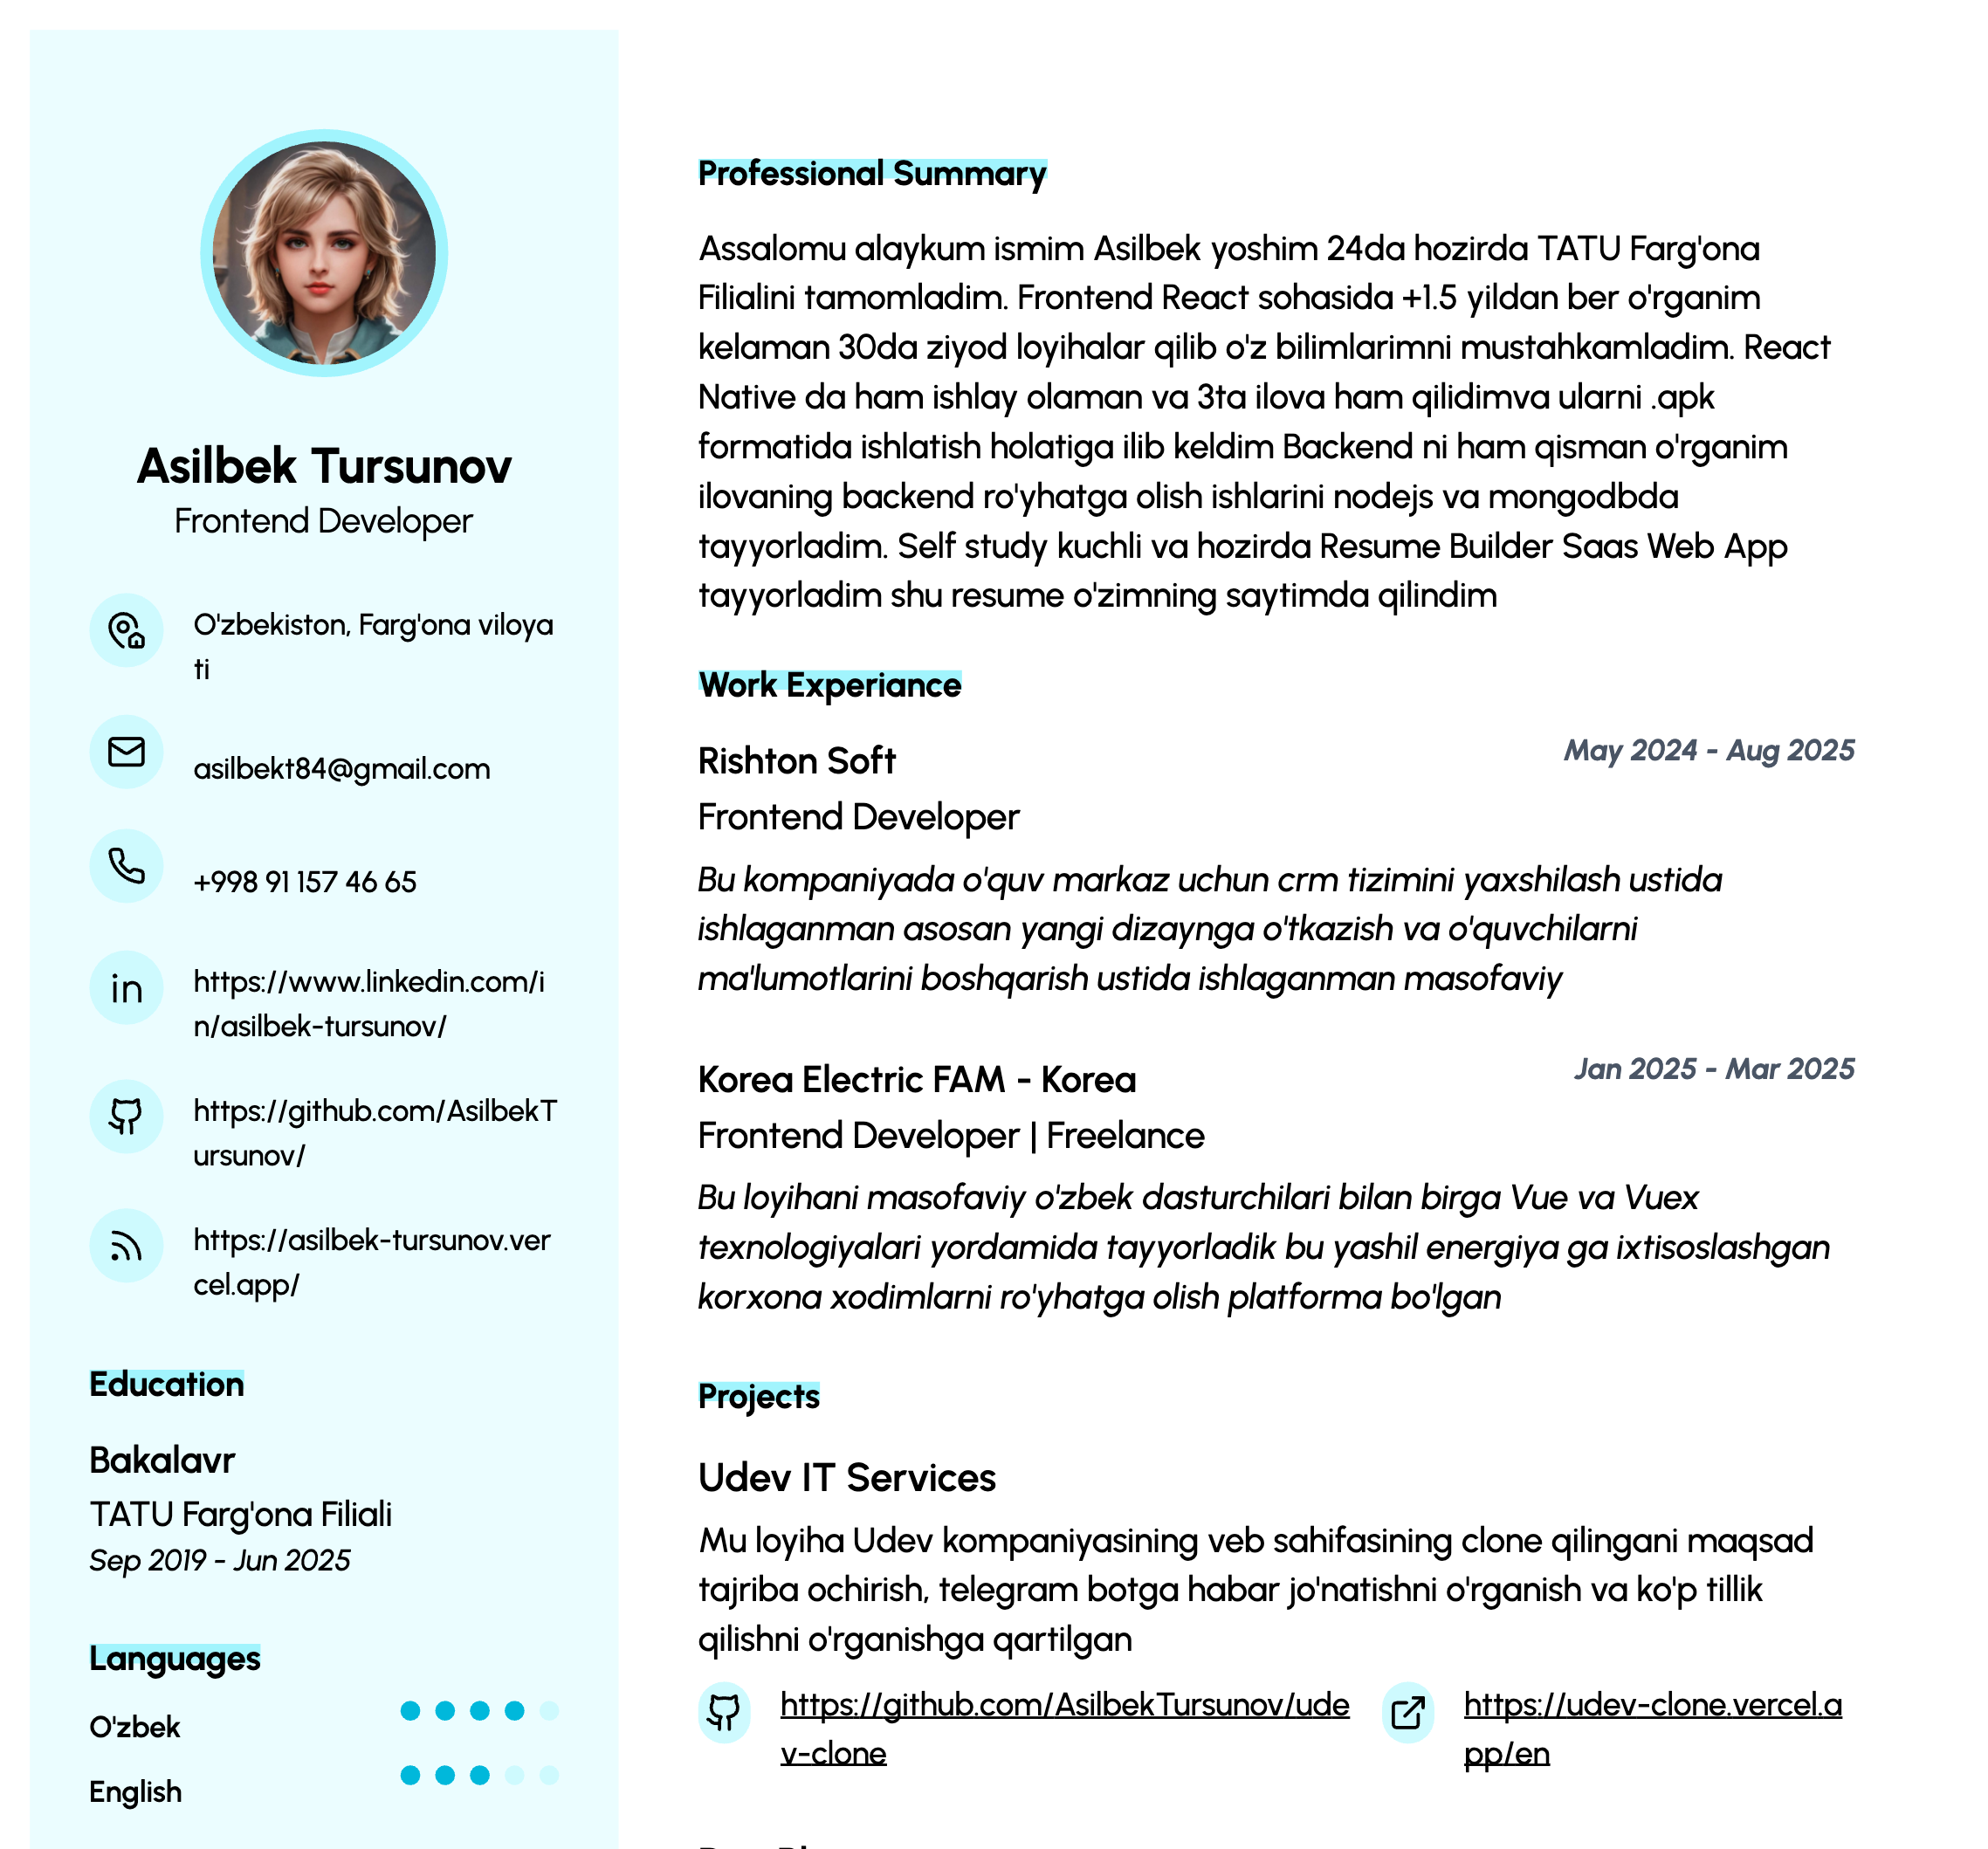 Asilbek Tursunov
Frontend Developer
O'zbekiston, Farg'ona viloya
ti
asilbekt84@gmail.com
+998 91 157 46 65
in
https://www.linkedin.com/i
n/asilbek-tursunov/
https://github.com/AsilbekT
ursunov/
https://asilbek-tursunov.ver
cel.app/
Education
Bakalavr
TATU Farg'ona Filiali
Sep 2019 - Jun 2025
Languages
O'zbek
English
Professional Summary
Assalomu alaykum ismim Asilbek yoshim 24da hozirda TATU Farg'ona
Filialini tamomladim. Frontend React sohasida +1.5 yildan ber o'rganim
kelaman 30da ziyod loyihalar qilib o'z bilimlarimni mustahkamladim. React
Native da ham ishlay olaman va 3ta ilova ham qilidimva ularni .apk
formatida ishlatish holatiga ilib keldim Backend ni ham qisman o'rganim
ilovaning backend ro'yhatga olish ishlarini nodejs va mongodbda
tayyorladim. Self study kuchli va hozirda Resume Builder Saas Web App
tayyorladim shu resume o'zimning saytimda qilindim
Work Experiance
Rishton Soft
May 2024 - Aug 2025
Frontend Developer
Bu kompaniyada o'quv markaz uchun crm tizimini yaxshilash ustida
ishlaganman asosan yangi dizaynga o'tkazish va o'quvchilarni
ma'lumotlarini boshqarish ustida ishlaganman masofaviy
Korea Electric FAM - Korea
Jan 2025 - Mar 2025
Frontend Developer | Freelance
Bu loyihani masofaviy o'zbek dasturchilari bilan birga Vue va Vuex
texnologiyalari yordamida tayyorladik bu yashil energiya ga ixtisoslashgan
korxona xodimlarni ro'yhatga olish platforma bo'lgan
Projects
Udev IT Services
Mu loyiha Udev kompaniyasining veb sahifasining clone qilingani maqsad
tajriba ochirish, telegram botga habar jo'natishni o'rganish va ko'p tillik
qilishni o'rganishga qartilgan
https://github.com/AsilbekTursunov/ude
v-clone
https://udev-clone.vercel.a
pp/en